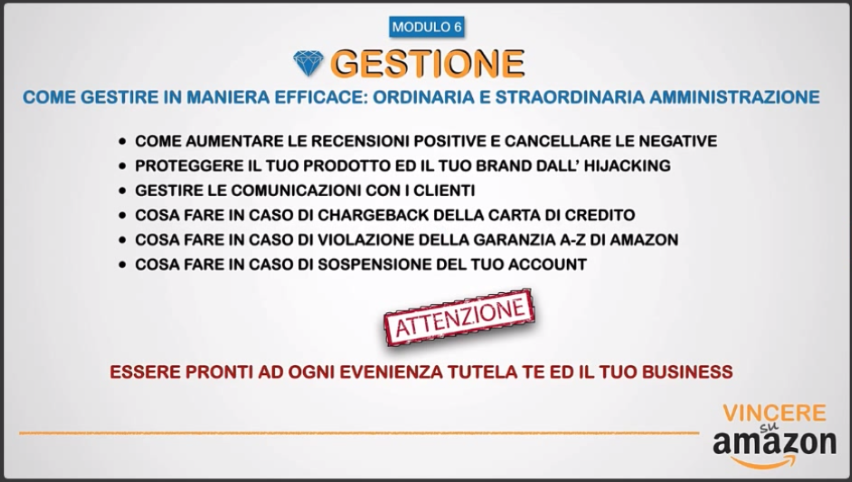 MODULO 6
GESTIONE
COME GESTIRE IN MANIERA EFFICACE: ORDINARIA E STRAORDINARIA AMMINISTRAZIONE
• COME AUMENTARE LE RECENSIONI POSITIVE E CANCELLARE LE NEGATIVE
• PROTEGGERE IL TUO PRODOTTO ED IL TUO BRAND DALL' HIJACKING
• GESTIRE LE COMUNICAZIONI CON I CLIENTI
• COSA FARE IN CASO DI CHARGEBACK DELLA CARTA DI CREDITO
• COSA FARE IN CASO DI VIOLAZIONE DELLA GARANZIA A-Z DI AMAZON
• COSA FARE IN CASO DI SOSPENSIONE DEL TUO ACCOUNT
ATTENZIONE
ESSERE PRONTI AD OGNI EVENIENZA TUTELA TE ED IL TUO BUSINESS
VINCERE
su
amazon